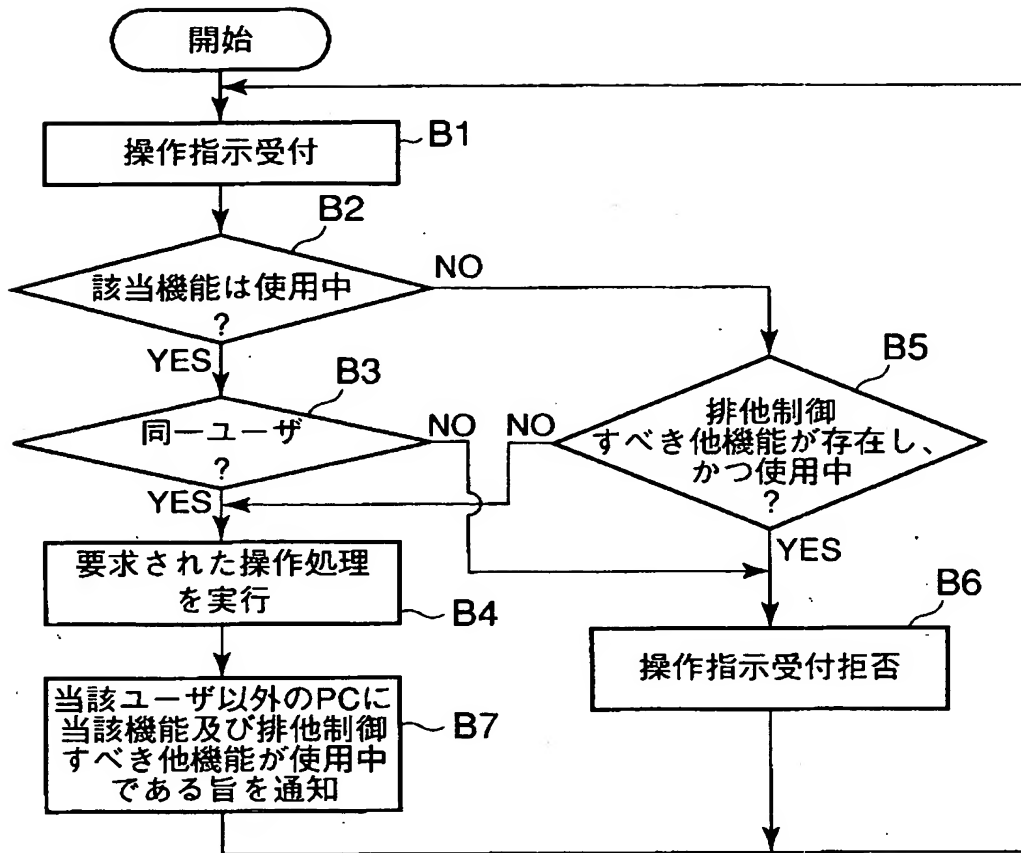 開始
操作指示受付
B1
B2
該当機能は使用中
?
NO
YES
B3
同一ユーザ
?
NO
YES
B5
排他制御
すべき他機能が存在し、
かつ使用中
?
NO
YES
要求された操作処理
を実行
B4
B6
操作指示受付拒否
当該ユーザ以外のPCに
当該機能及び排他制御
すべき他機能が使用中
である旨を通知
B7